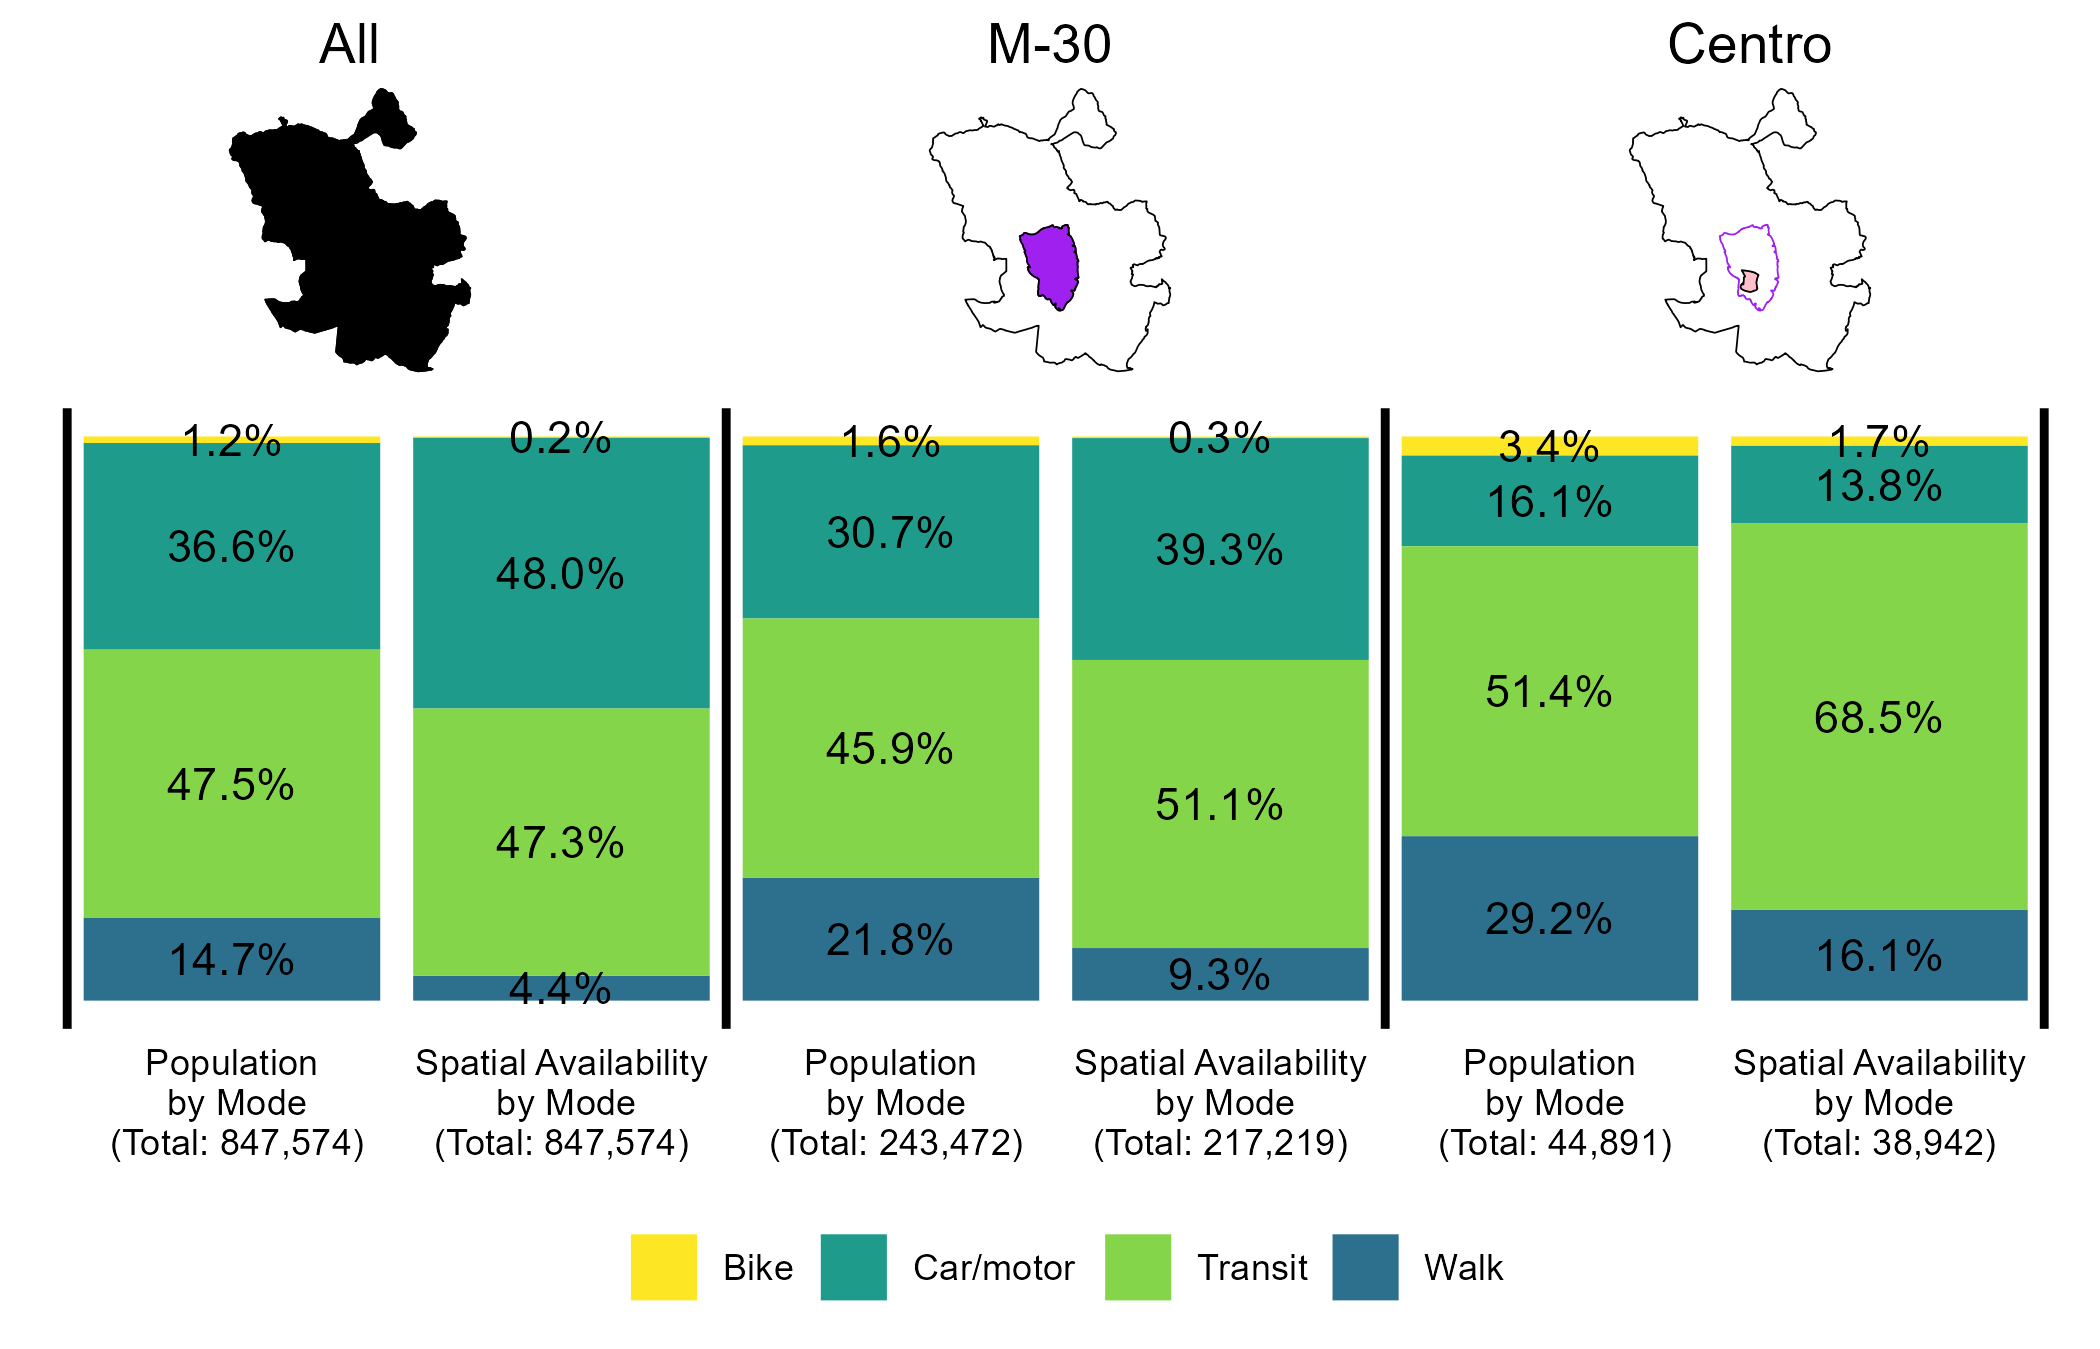 All
M-30
Centro
1.2%
36.6%
47.5%
14.7%
0.2%
48.0%
47.3%
4.4%
1.6%
30.7%
45.9%
21.8%
0.3%
39.3%
51.1%
9.3%
3.4%
16.1%
51.4%
29.2%
1.7%
13.8%
68.5%
16.1%
Population
by Mode
(Total: 847,574)
Spatial Availability
by Mode
(Total: 847,574)
Population
by Mode
(Total: 243,472)
Spatial Availability
by Mode
(Total: 217,219)
Population
by Mode
(Total: 44,891)
Spatial Availability
by Mode
(Total: 38,942)
Bike
Car/motor
Transit
Walk